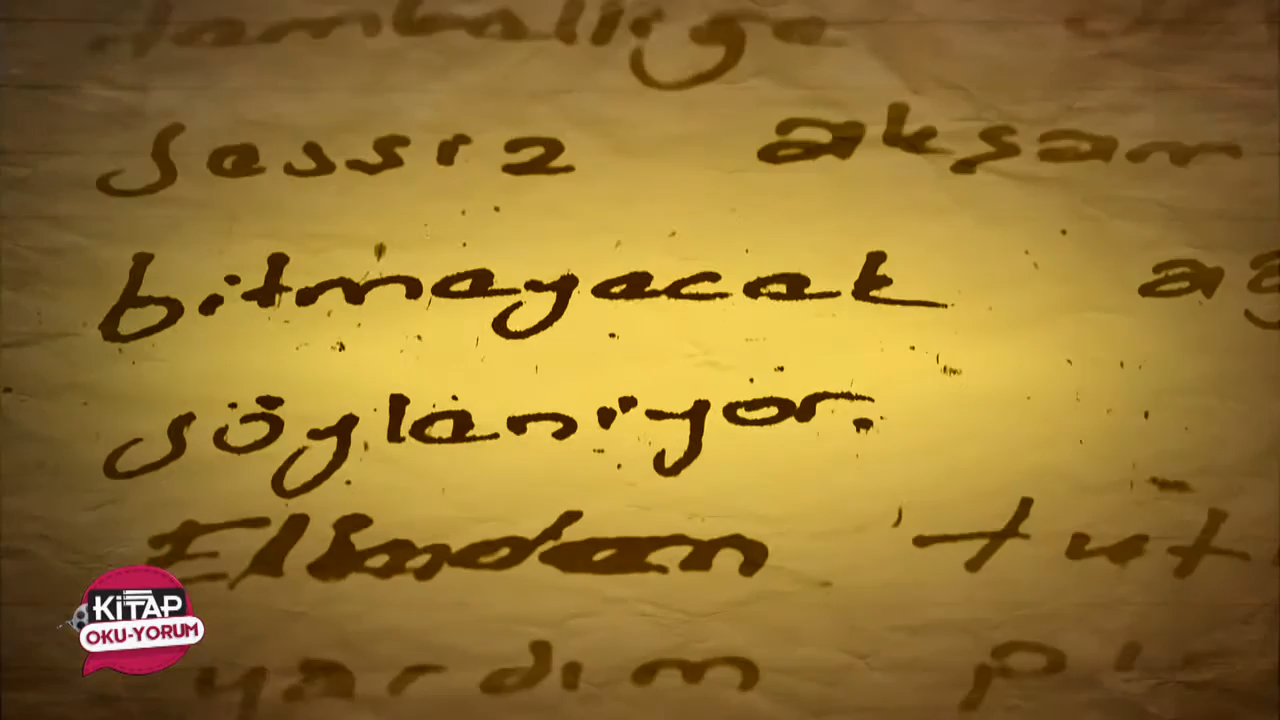 sessiz akşam
bitmeyecek
söyleniyor.
Elinden tut
yardım
KİTAP
OKU-YORUM